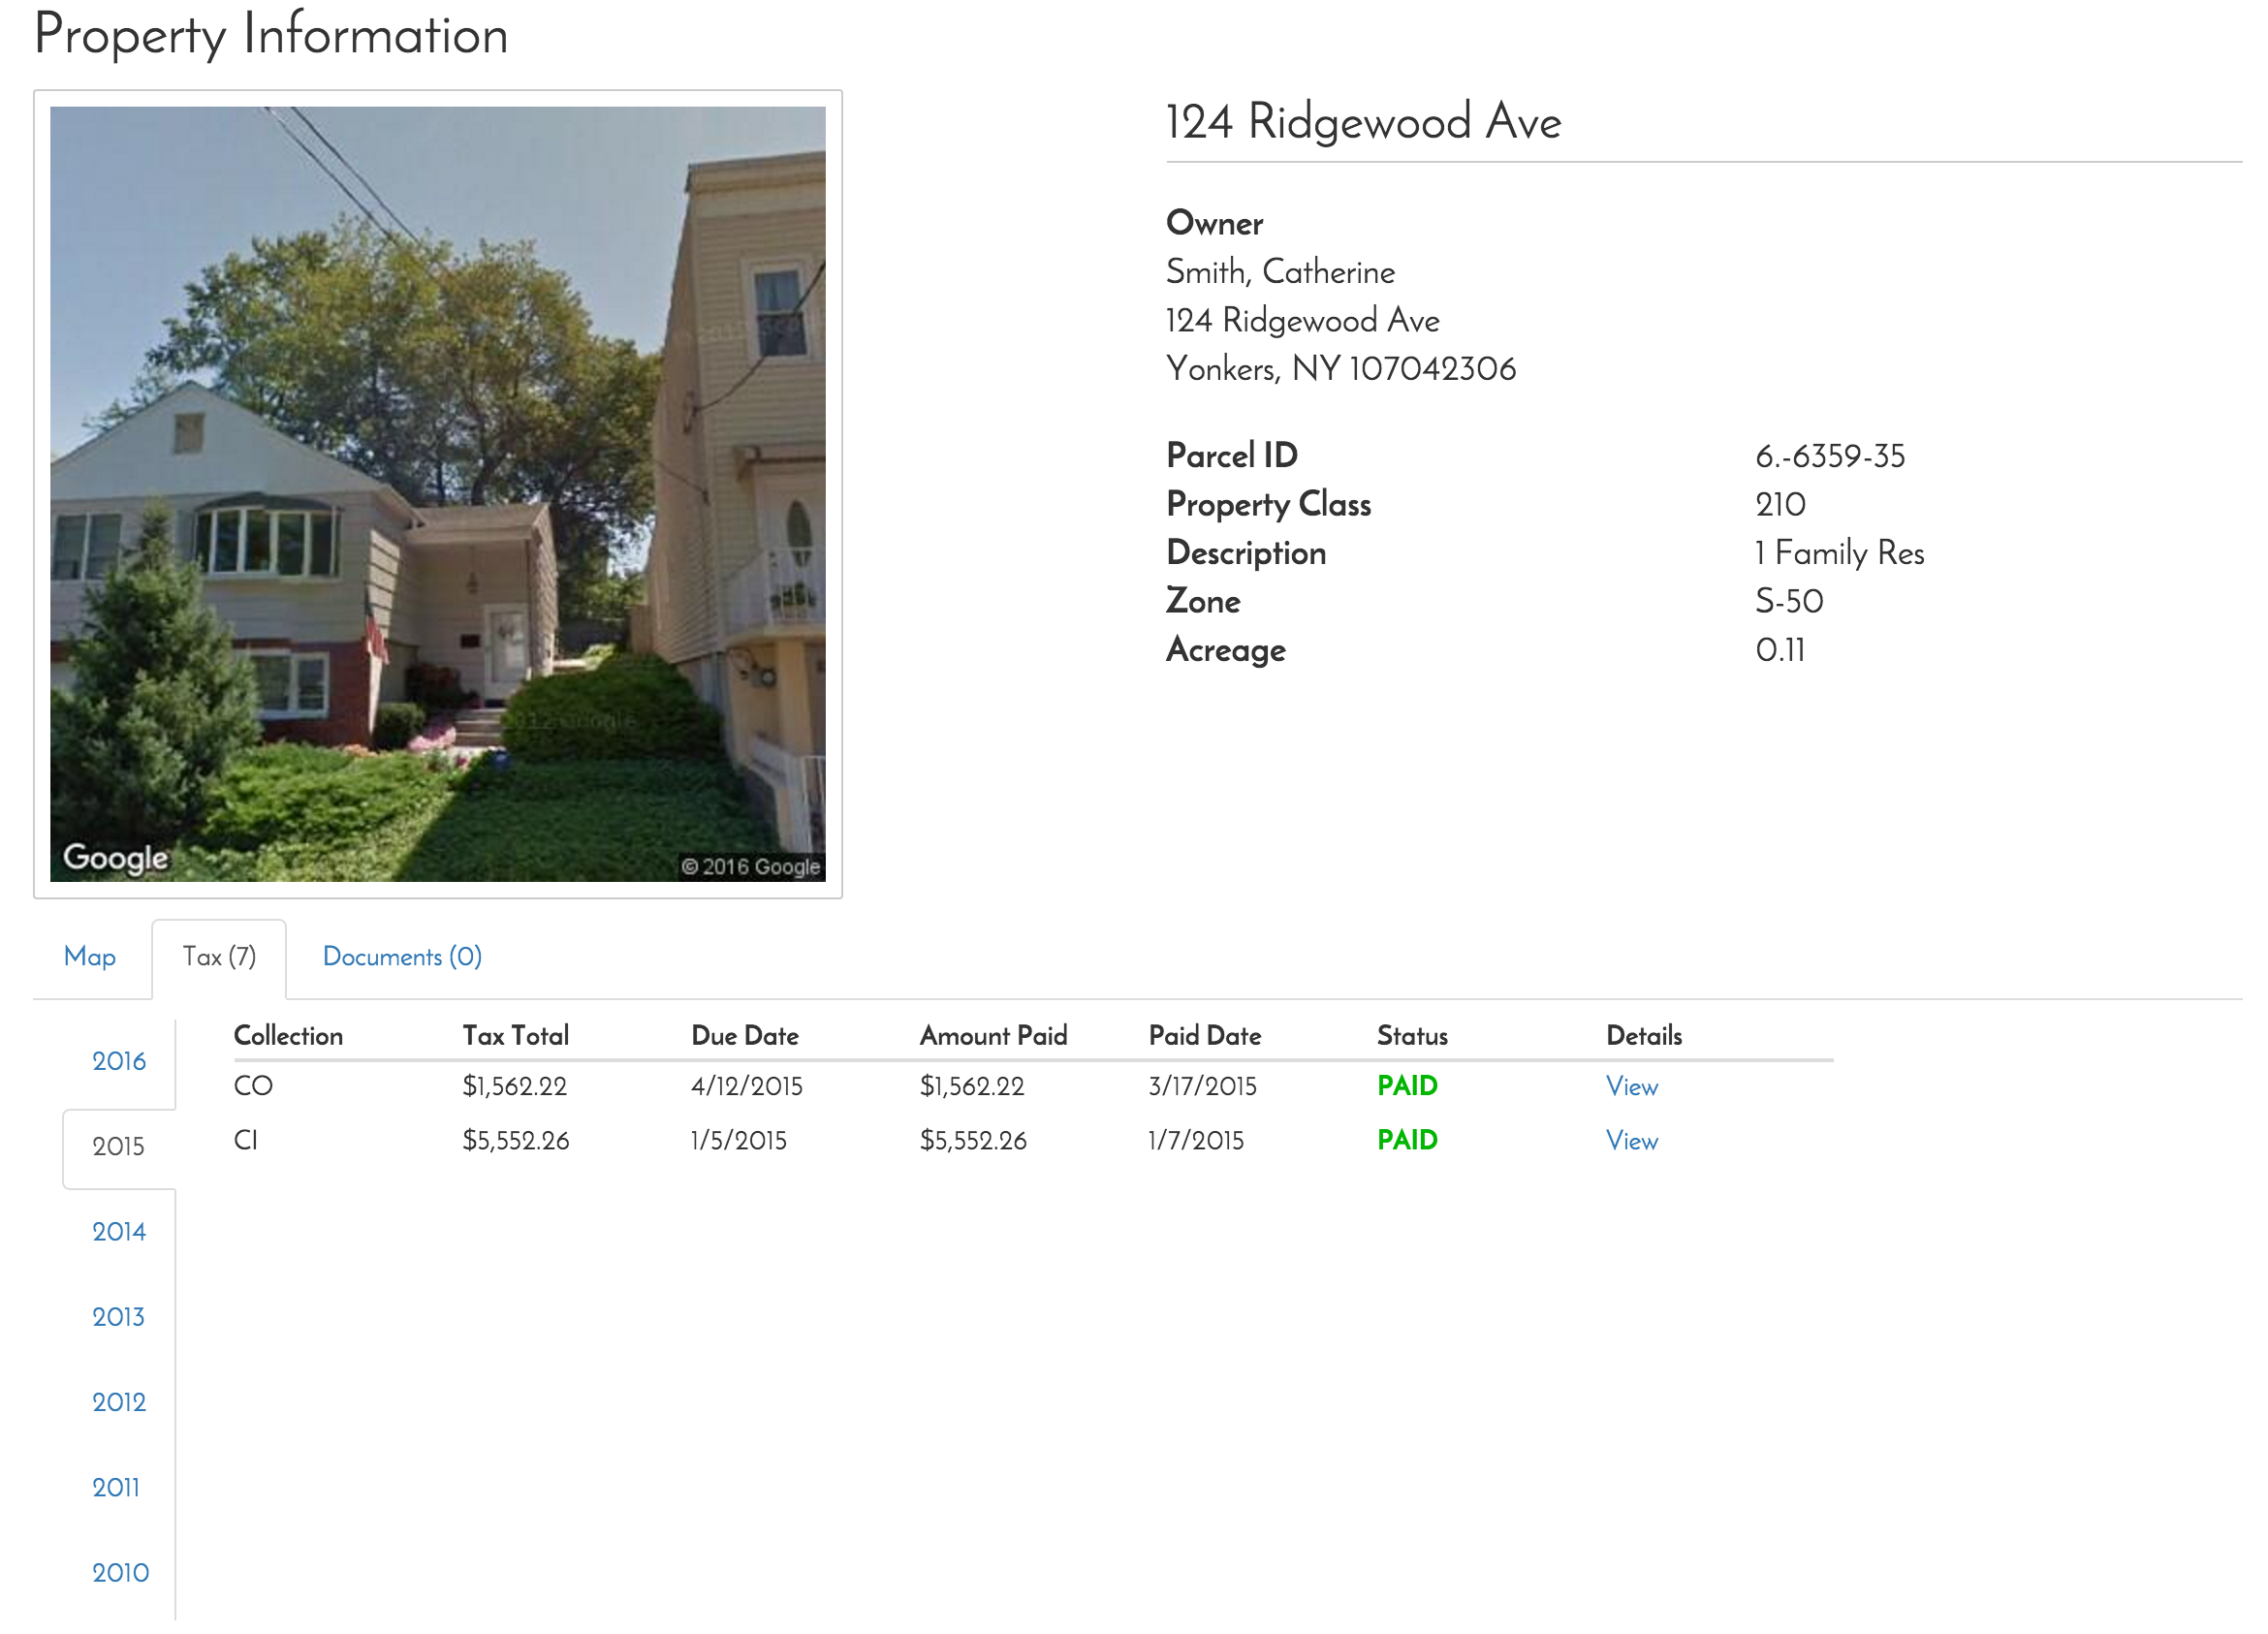 Property Information
Google
© 2016 Google
124 Ridgewood Ave
Owner
Smith, Catherine
124 Ridgewood Ave
Yonkers, NY 107042306
Parcel ID 6.-6359-35
Property Class 210
Description 1 Family Res
Zone S-50
Acreage 0.11
Map Tax (7) Documents (0)
2016
2015
2014
2013
2012
2011
2010
Collection Tax Total Due Date Amount Paid Paid Date Status Details
CO $1,562.22 4/12/2015 $1,562.22 3/17/2015 PAID View
CI $5,552.26 1/5/2015 $5,552.26 1/7/2015 PAID View